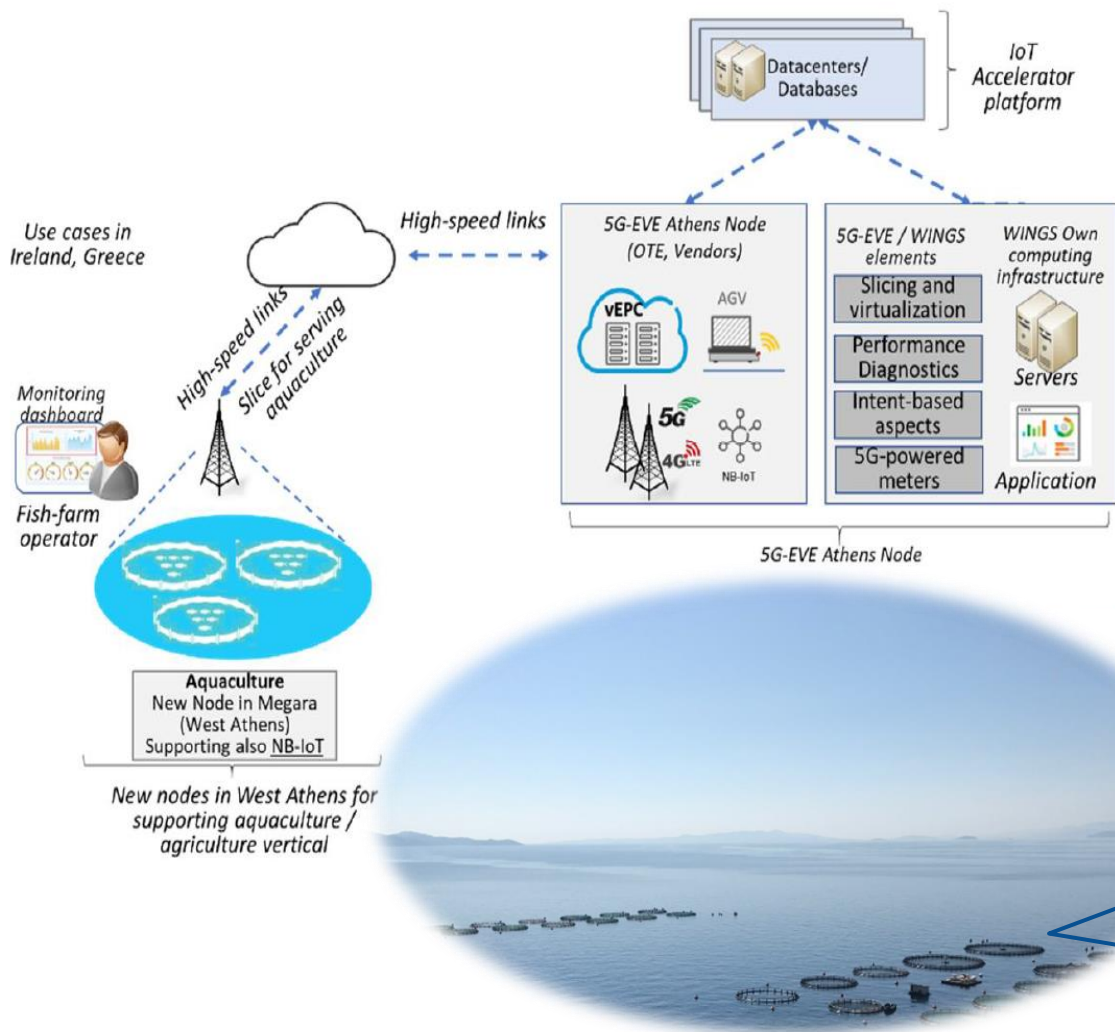 Datacenters/
Databases
IoT
Accelerator
platform
Use cases in
Ireland, Greece
High-speed links
High-speed links
Slice for serving
aquaculture
5G-EVE Athens Node
(OTE, Vendors)
vEPC
AGV
5G
4G LTE
NB-IoT
5G-EVE / WINGS
elements
Slicing and
virtualization
Performance
Diagnostics
Intent-based
aspects
5G-powered
meters
WINGS Own
computing
infrastructure
Servers
Application
5G-EVE Athens Node
Monitoring
dashboard
Fish-farm
operator
Aquaculture
New Node in Megara
(West Athens)
Supporting also NB-IoT
New nodes in West Athens for
supporting aquaculture /
agriculture vertical